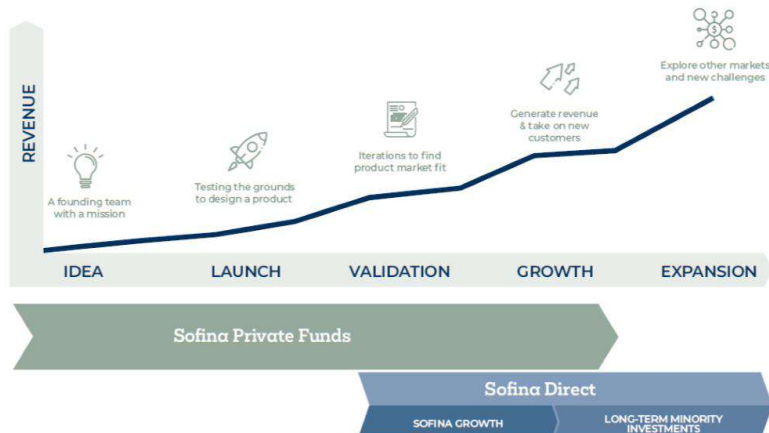 Explore other markets
and new challenges
Generate revenue
& take on new
customers
Iterations to find
product market fit
Testing the grounds
to design a product
A founding team
with a mission
REVENUE
IDEA
LAUNCH
VALIDATION
GROWTH
EXPANSION
Sofina Private Funds
Sofina Direct
SOFINA GROWTH
LONG-TERM MINORITY
INVESTMENTS